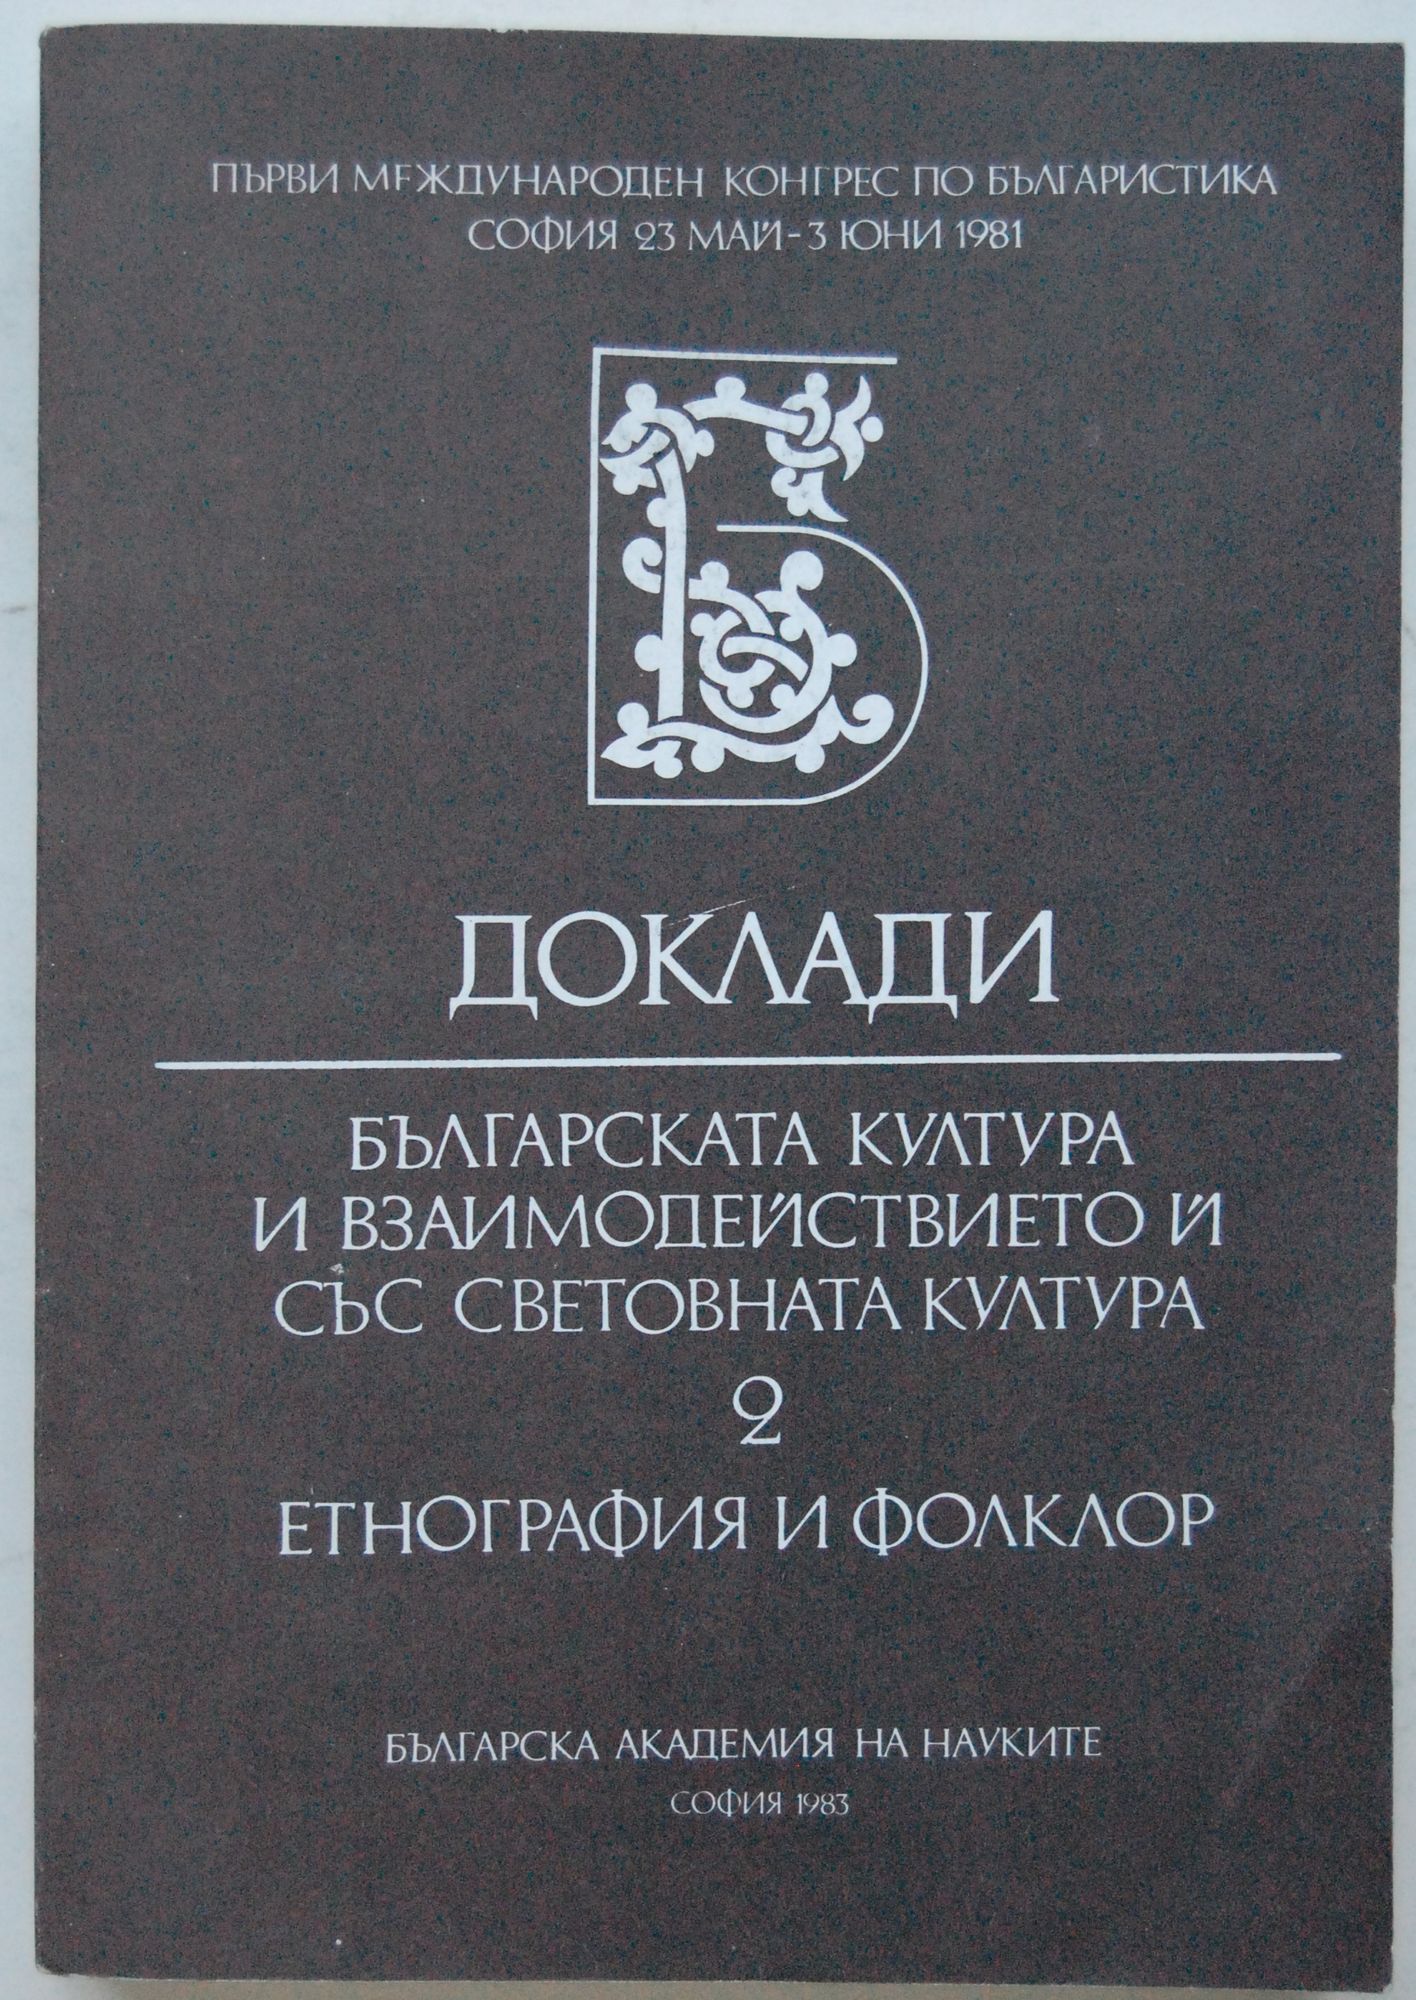 ПЪРВИ МЕЖДУНАРОДЕН КОНГРЕС ПО БЪЛГАРИСТИКА
СОФИЯ 23 МАЙ-3 ЮНИ 1981
Б
ДОКЛАДИ
БЪЛГАРСКАТА КУЛТУРА
И ВЗАИМОДЕЙСТВИЕТО Й
СЪС СВЕТОВНАТА КУЛТУРА
2
ЕТНОГРАФИЯ И ФОЛКЛОР
БЪЛГАРСКА АКАДЕМИЯ НА НАУКИТЕ
СОФИЯ 1983